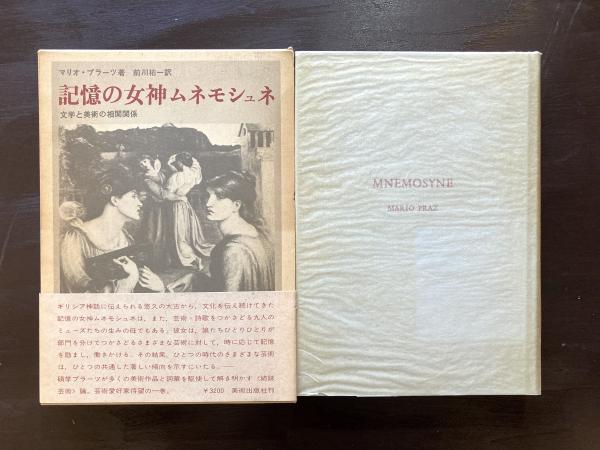 マリオ・プラーツ著 前川祐一訳
記憶の女神ムネモシュネ
文学と美術の相関関係
ギリシア神話に伝えられる悠久の太古から、文化を伝え続けてきた
記憶の女神ムネモシュネは、また、芸術・詩歌をつかさどる九人の
ミューズたちの生みの母でもある。彼女は、娘たちひとりひとりが
部門を分けてつかさどるさまざまな芸術に対して、時に応じて記憶
を励まし、働きかける。その結果、ひとつの時代のさまざまな芸術
は、ひとつの共通した著しい傾向を示すにいたる。――
碩学プラーツが多くの美術作品と詞華を駆使して解き明かす〈姉妹
芸術〉論。芸術愛好家待望の一巻。 ¥3200 美術出版社刊
MNEMOSYNE
MARIO PRAZ